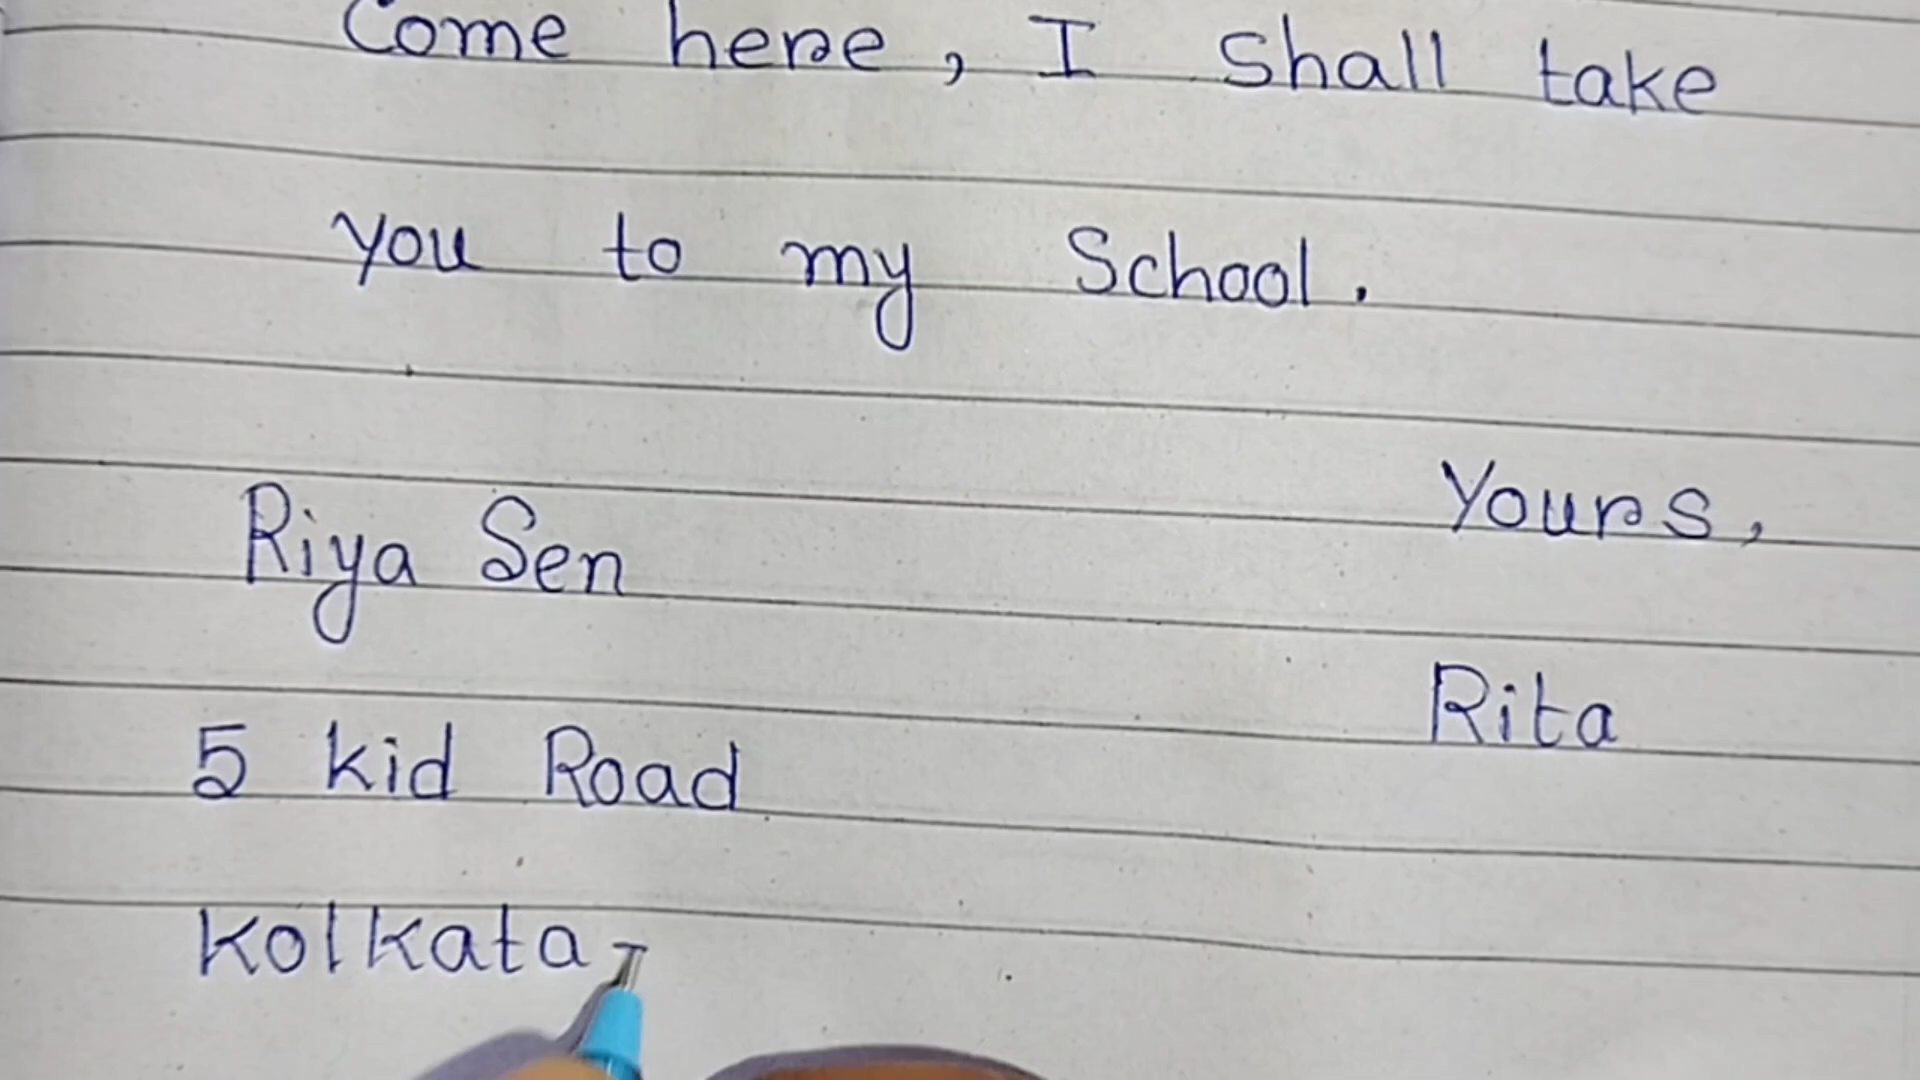 Come here, I shall take
you to my School.
Yours,
Riya Sen
Rita
5 kid Road
Kolkata-